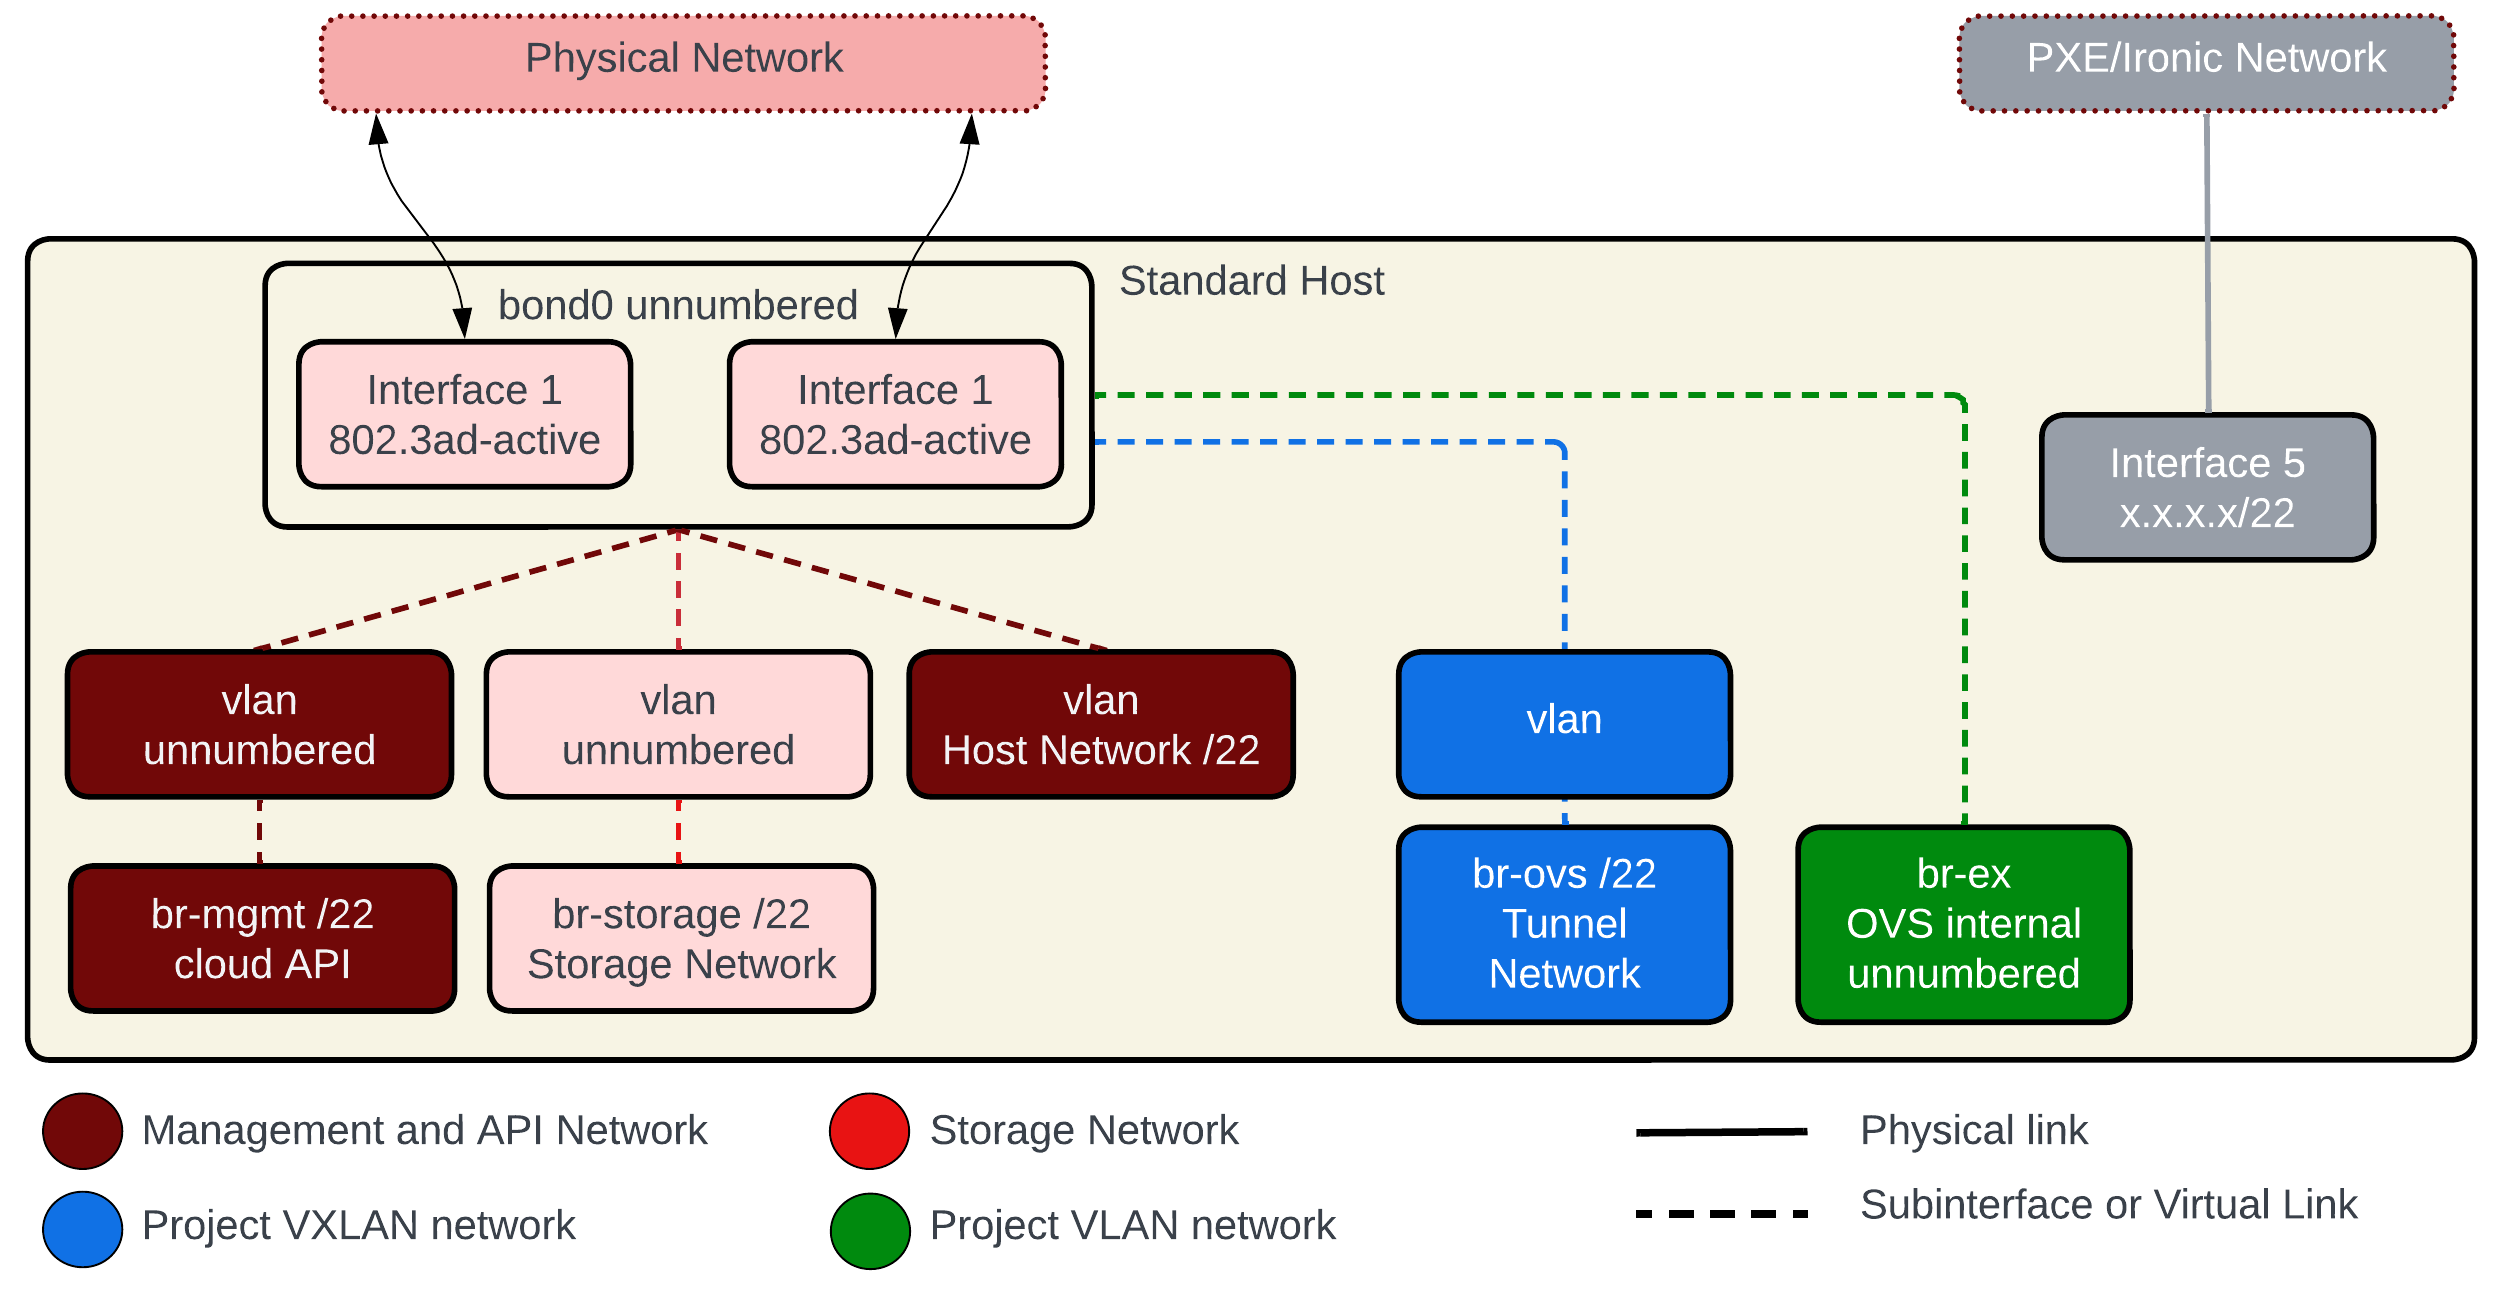 Physical Network
PXE/Ironic Network
Standard Host
bond0 unnumbered
Interface 1
802.3ad-active
Interface 1
802.3ad-active
Interface 5
x.x.x.x/22
vlan
unnumbered
vlan
unnumbered
vlan
Host Network /22
vlan
br-mgmt /22
cloud API
br-storage /22
Storage Network
br-ovs /22
Tunnel
Network
br-ex
OVS internal
unnumbered
Management and API Network
Storage Network
Physical link
Project VXLAN network
Project VLAN network
Subinterface or Virtual Link